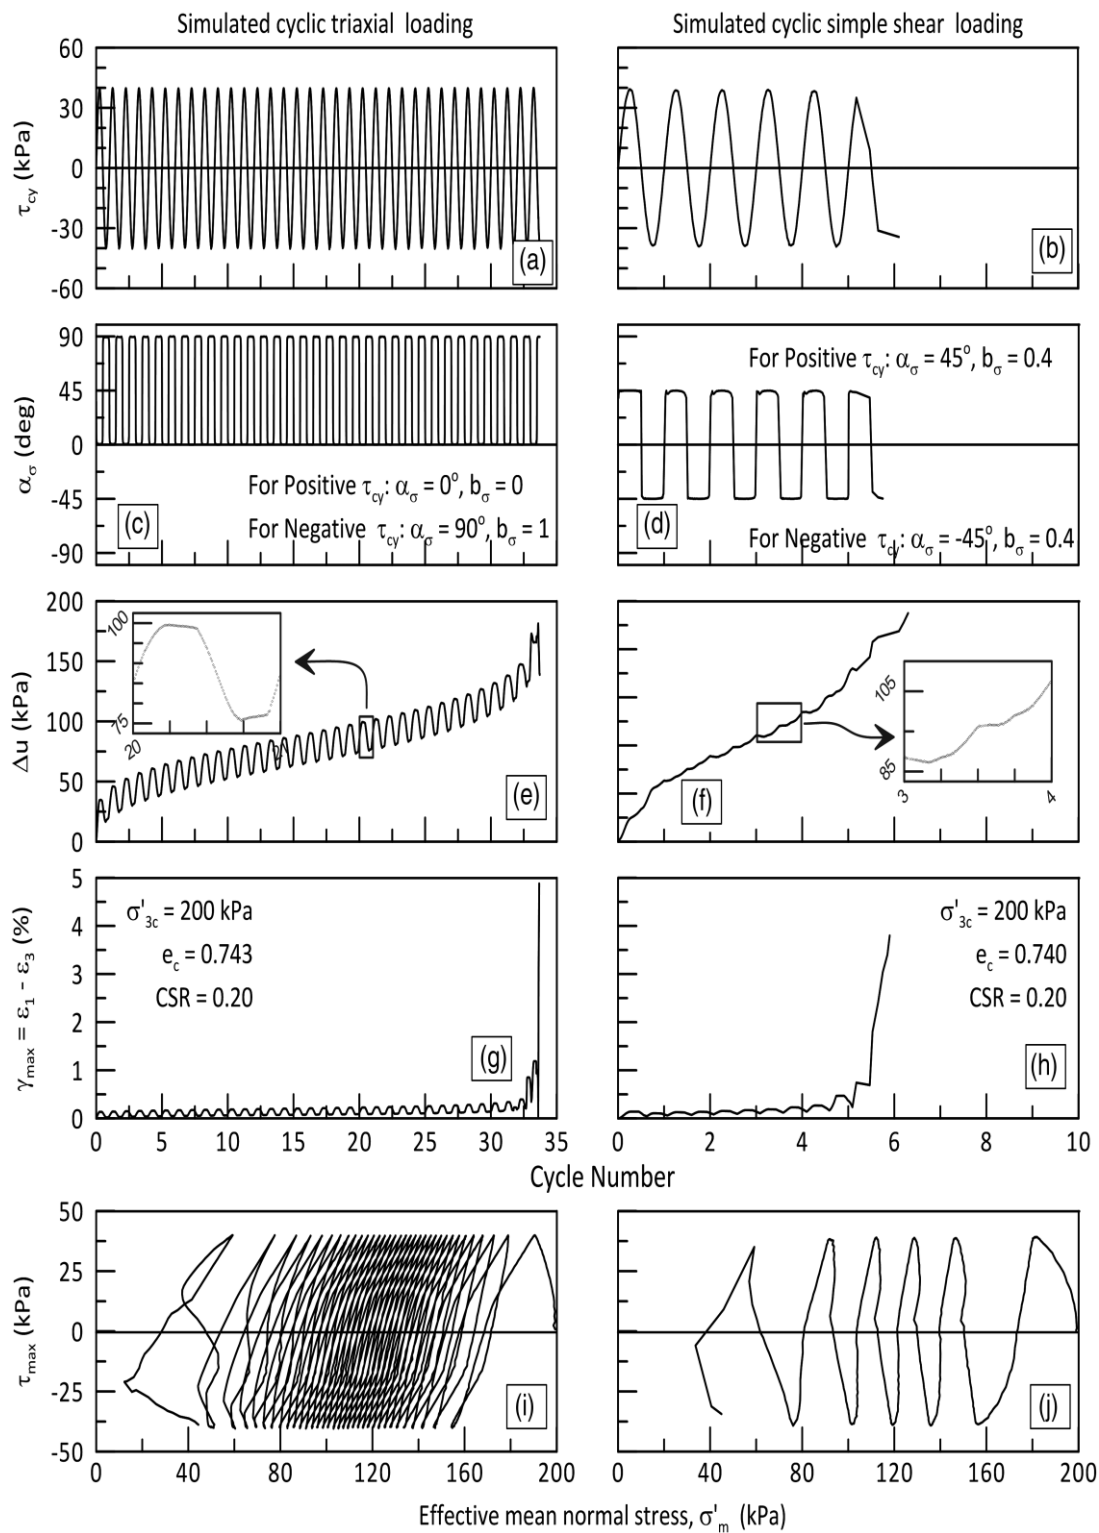 Simulated cyclic triaxial loading
Simulated cyclic simple shear loading
60
30
0
-30
-60
τcy (kPa)
(a)
(b)
90
45
0
-45
-90
ασ (deg)
For Positive τcy: ασ = 0°, bσ = 0
For Negative τcy: ασ = 90°, bσ = 1
(c)
For Positive τcy: ασ = 45°, bσ = 0.4
For Negative τcy: ασ = -45°, bσ = 0.4
(d)
200
150
100
50
0
Δu (kPa)
100
75
20
(e)
105
85
3
4
(f)
5
4
3
2
1
0
γmax = ε1 - ε3 (%)
σ'3c = 200 kPa
ec = 0.743
CSR = 0.20
(g)
σ'3c = 200 kPa
ec = 0.740
CSR = 0.20
(h)
0 5 10 15 20 25 30 35
0 2 4 6 8 10
Cycle Number
50
25
0
-25
-50
τmax (kPa)
(i)
(j)
0 40 80 120 160 200
0 40 80 120 160 200
Effective mean normal stress, σ'm (kPa)